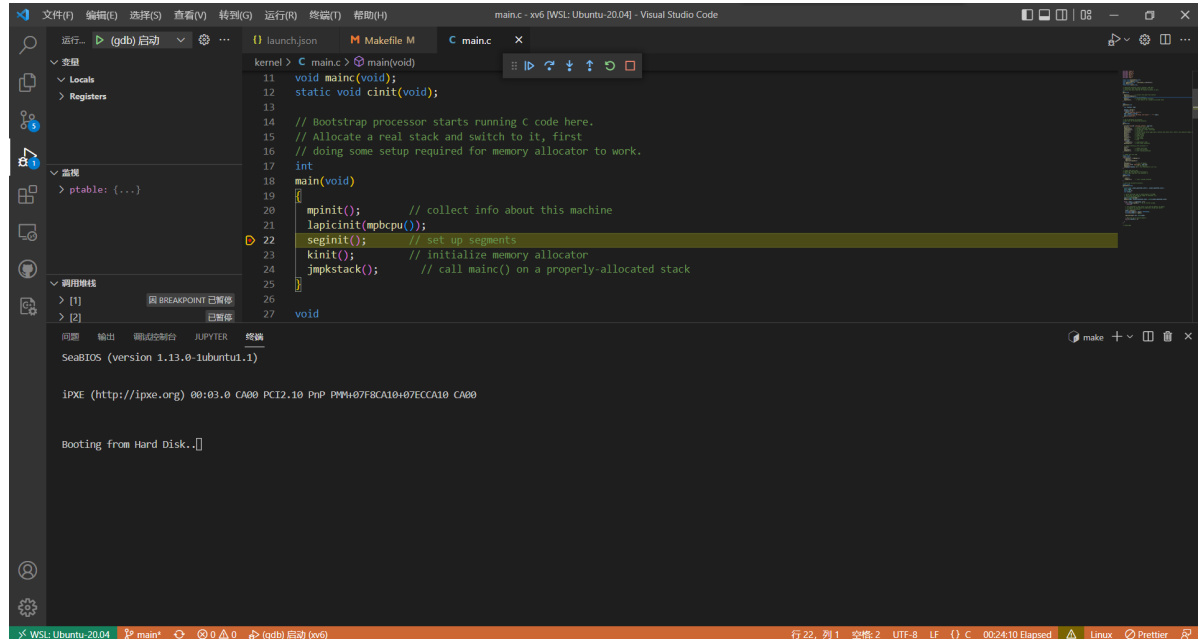 文件(F) 编辑(E) 选择(S) 查看(V) 转到(G) 运行(R) 终端(T) 帮助(H) main.c - xv6 [WSL: Ubuntu-20.04] - Visual Studio Code
运行... (gdb) 启动 ... {} launch.json M Makefile M C main.c ×
变量
Locals
Registers
监视
ptable: {...}
调用堆栈
[1] 因 BREAKPOINT 已暂停
[2] 已暂停
5
1
kernel > C main.c > main(void)
11 void mainc(void);
12 static void cinit(void);
13
14 // Bootstrap processor starts running C code here.
15 // Allocate a real stack and switch to it, first
16 // doing some setup required for memory allocator to work.
17 int
18 main(void)
19 {
20 mpinit(); // collect info about this machine
21 lapicinit(mpbcpu());
22 seginit(); // set up segments
23 kinit(); // initialize memory allocator
24 jmpkstack(); // call mainc() on a properly-allocated stack
25 }
26
27 void
问题 输出 调试控制台 JUPYTER 终端 make
SeaBIOS (version 1.13.0-1ubuntu1.1)
iPXE (http://ipxe.org) 00:03.0 CA00 PCI2.10 PnP PMM+07F8CA10+07ECCA10 CA00
Booting from Hard Disk..
WSL: Ubuntu-20.04 main* 0 0 (gdb) 启动 (xv6) 行 22，列 1 空格: 2 UTF-8 LF {} C 00:24:10 Elapsed Linux Prettier